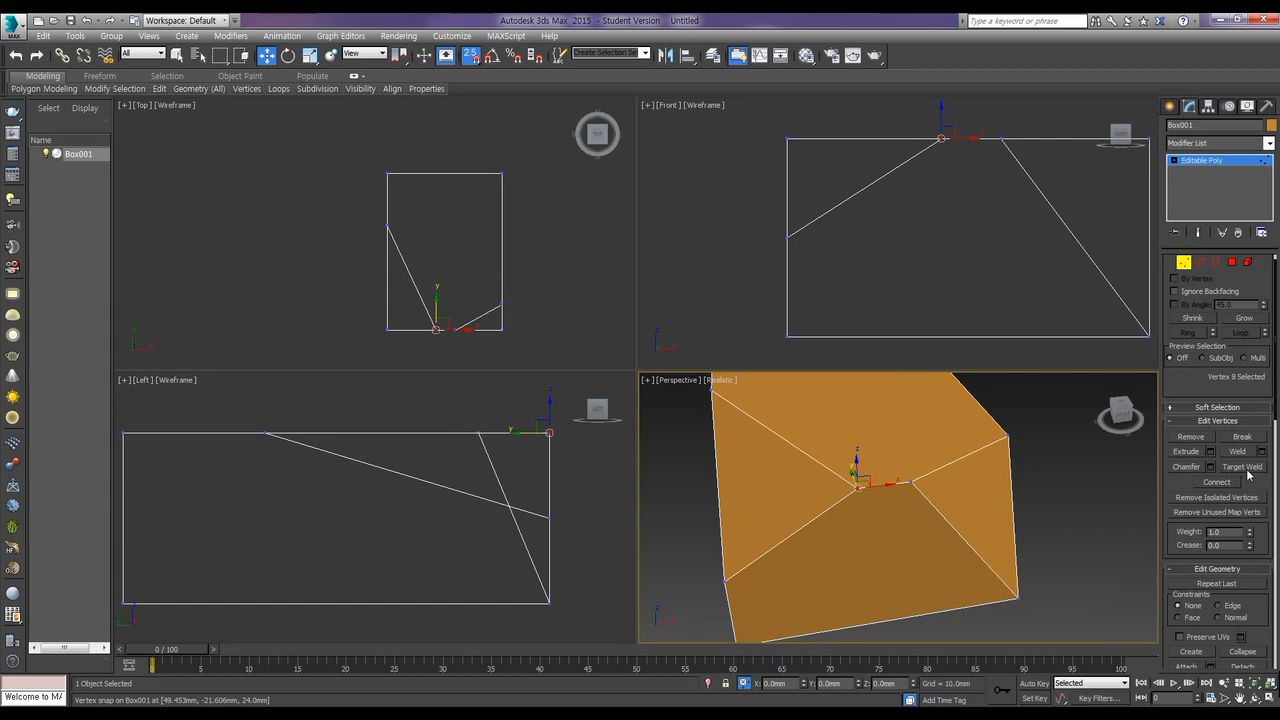 MAX
Workspace: Default
Autodesk 3ds Max 2015 - Student Version Untitled
Type a keyword or phrase
Edit Tools Group Views Create Modifiers Animation Graph Editors Rendering Customize MAXScript Help
All
View
2.5
Create Selection Se
Modeling Freeform Selection Object Paint Populate
Polygon Modeling Modify Selection Edit Geometry (All) Vertices Loops Subdivision Visibility Align Properties
Select Display
Name
Box001
[+] [Top] [Wireframe]
TOP
[+] [Front] [Wireframe]
[+] [Left] [Wireframe]
LEFT
[+] [Perspective] [Realistic]
Box001
Modifier List
Editable Poly
By Vertex
Ignore Backfacing
By Angle: 45.0
Shrink Grow
Ring Loop
Preview Selection
Off SubObj Multi
Vertex 8 Selected
+ Soft Selection
- Edit Vertices
Remove Break
Extrude Weld
Chamfer Target Weld
Connect
Remove Isolated Vertices
Remove Unused Map Verts
Weight: 1.0
Crease: 0.0
- Edit Geometry
Repeat Last
Constraints
None Edge
Face Normal
Preserve UVs
Create Collapse
Attach Detach
0 / 100
0 5 10 15 20 25 30 35 40 45 50 55 60 65 70 75 80 85 90 95 100
1 Object Selected
X: 0.0mm Y: 0.0mm Z: 0.0mm Grid = 10.0mm
Auto Key Selected
Welcome to MA
Vertex snap on Box001 at [49.453mm, -21.606mm, 24.0mm]
Add Time Tag
Set Key Key Filters... 0